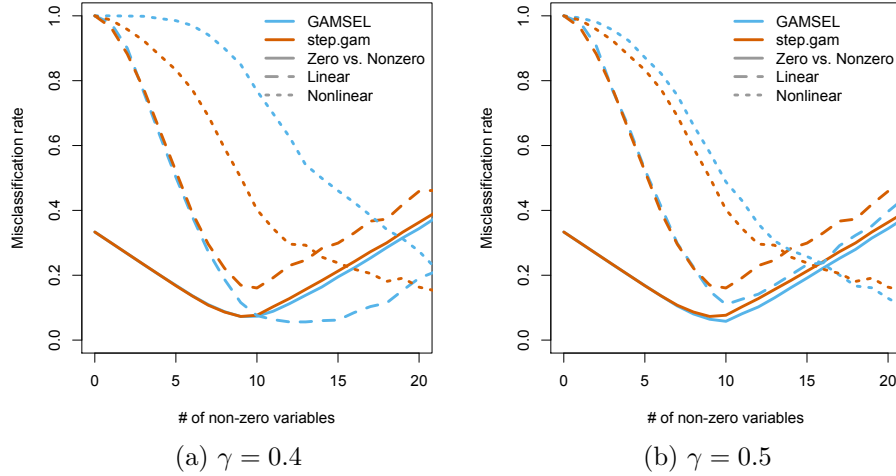 Misclassification rate
1.0
0.8
0.6
0.4
0.2
0.0
GAMSEL
step.gam
Zero vs. Nonzero
Linear
Nonlinear
0 5 10 15 20
# of non-zero variables
(a) γ = 0.4
Misclassification rate
1.0
0.8
0.6
0.4
0.2
0.0
GAMSEL
step.gam
Zero vs. Nonzero
Linear
Nonlinear
0 5 10 15 20
# of non-zero variables
(b) γ = 0.5